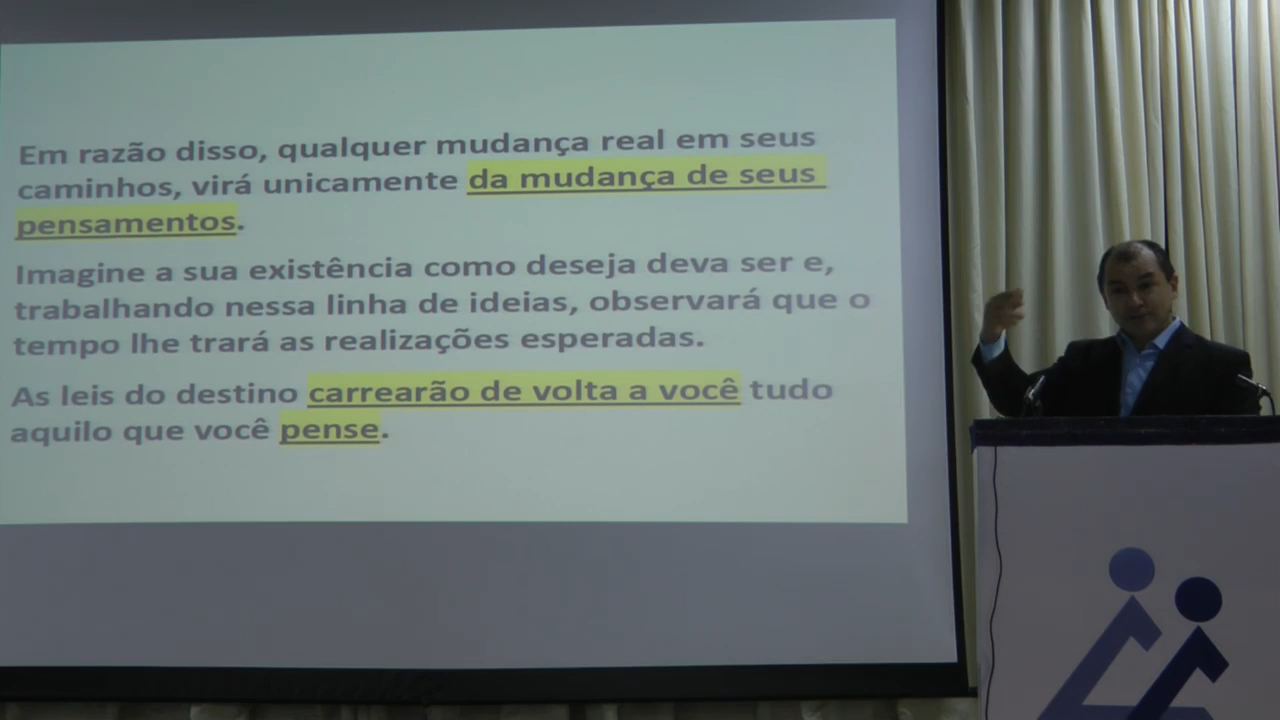 Em razão disso, qualquer mudança real em seus
caminhos, virá unicamente da mudança de seus
pensamentos.
Imagine a sua existência como deseja deva ser e,
trabalhando nessa linha de ideias, observará que o
tempo lhe trará as realizações esperadas.
As leis do destino carrearão de volta a você tudo
aquilo que você pense.